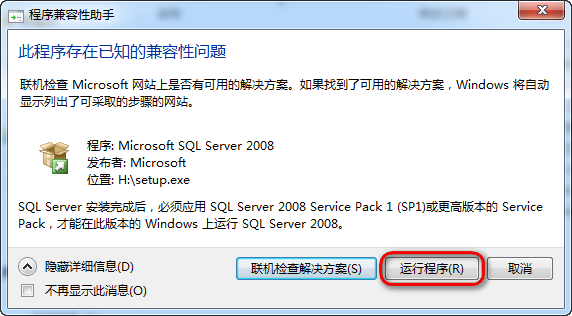 程序兼容性助手
此程序存在已知的兼容性问题
联机检查 Microsoft 网站上是否有可用的解决方案。如果找到了可用的解决方案，Windows 将自动
显示列出了可采取的步骤的网站。
程序: Microsoft SQL Server 2008
发布者: Microsoft
位置: H:\setup.exe
SQL Server 安装完成后，必须应用 SQL Server 2008 Service Pack 1 (SP1)或更高版本的 Service
Pack，才能在此版本的 Windows 上运行 SQL Server 2008。
隐藏详细信息(D)
联机检查解决方案(S)
运行程序(R)
取消
不再显示此消息(O)